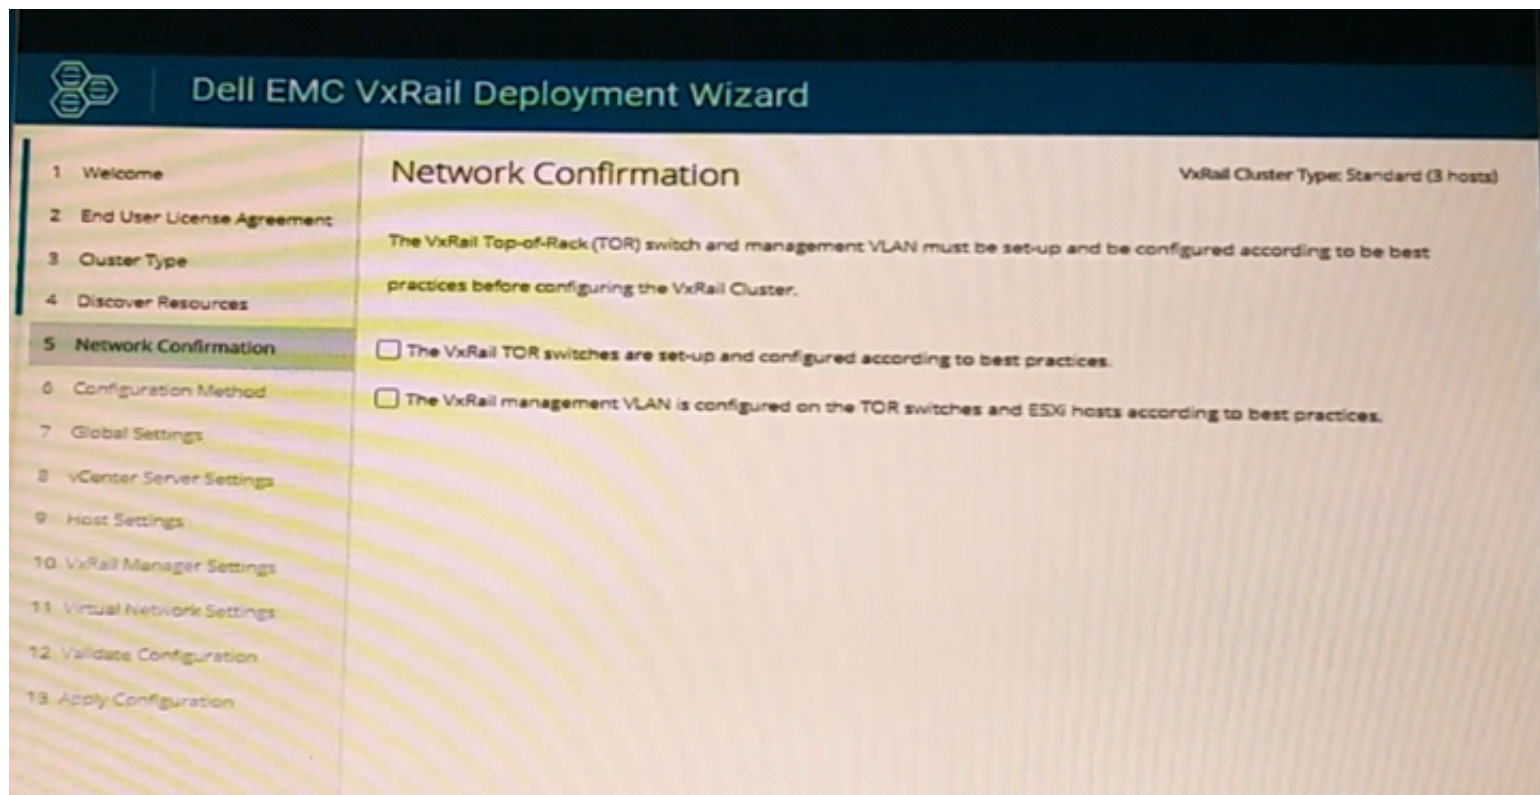 Dell EMC VxRail Deployment Wizard
1 Welcome
2 End User License Agreement
3 Cluster Type
4 Discover Resources
5 Network Confirmation
6 Configuration Method
7 Global Settings
8 vCenter Server Settings
9 Host Settings
10 VxRail Manager Settings
11 Virtual Network Settings
12 Validate Configuration
13 Apply Configuration
Network Confirmation
VxRail Cluster Type: Standard (3 hosts)
The VxRail Top-of-Rack (TOR) switch and management VLAN must be set-up and be configured according to be best
practices before configuring the VxRail Cluster.
The VxRail TOR switches are set-up and configured according to best practices.
The VxRail management VLAN is configured on the TOR switches and ESXi hosts according to best practices.